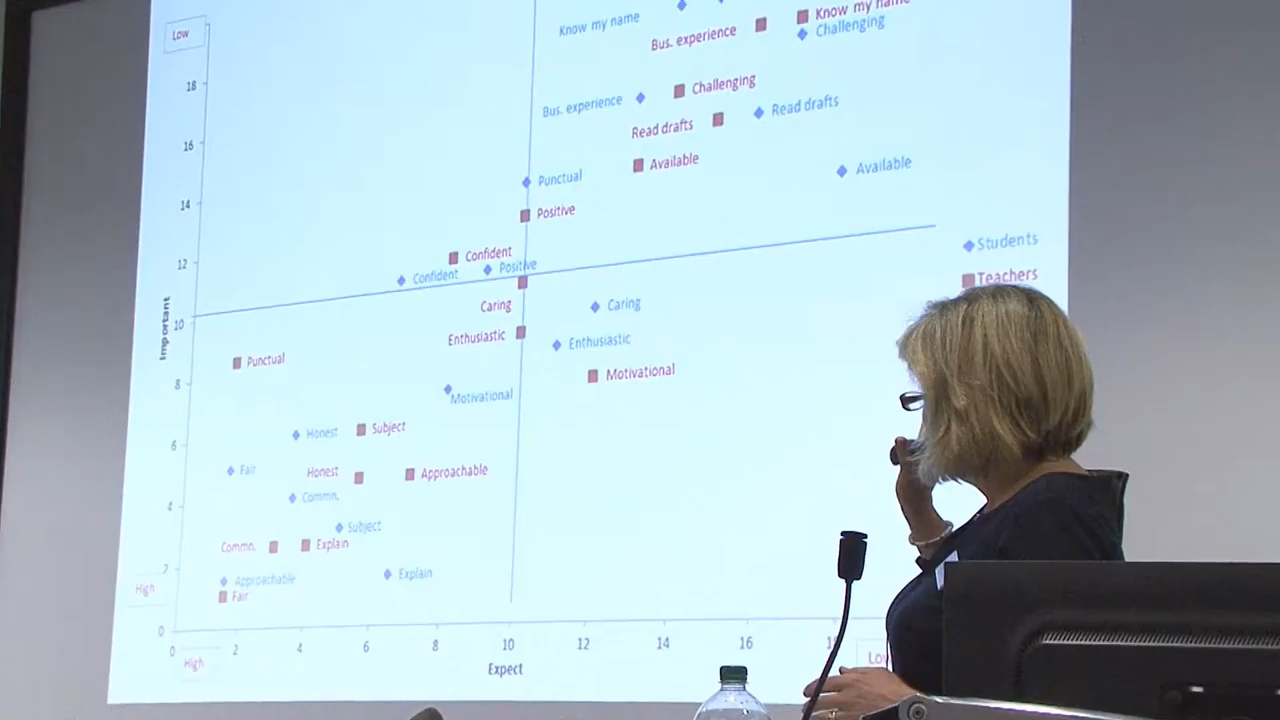 Know my name
Low
Know my name
Bus. experience
Challenging
18
Challenging
Bus. experience
Read drafts
Read drafts
16
Available
Available
Punctual
14
Positive
Students
Confident
12
Positive
Confident
Teachers
Caring
Caring
Important
10
Enthusiastic
Enthusiastic
Punctual
Motivational
8
Motivational
Subject
Honest
6
Fair
Honest
Approachable
Commn.
4
Subject
Commn.
Explain
2
Explain
Approachable
High
Fair
0
0
2
4
6
8
10
12
14
16
18
High
Expect